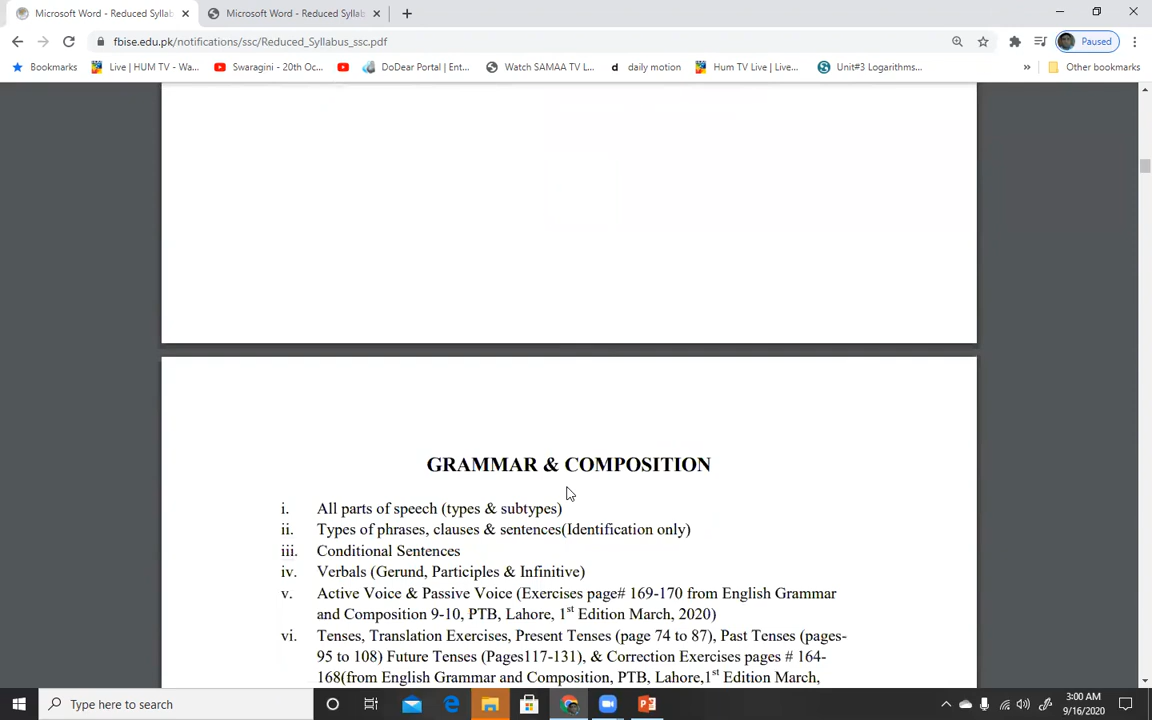 Microsoft Word - Reduced Syllab
Microsoft Word - Reduced Syllab
fbise.edu.pk/notifications/ssc/Reduced_Syllabus_ssc.pdf
Paused
Bookmarks
Live | HUM TV - Wa...
Swaragini - 20th Oc...
DoDear Portal | Ent...
Watch SAMAA TV L...
d daily motion
Hum TV Live | Live...
Unit#3 Logarithms...
»
Other bookmarks
GRAMMAR & COMPOSITION
i. All parts of speech (types & subtypes)
ii. Types of phrases, clauses & sentences(Identification only)
iii. Conditional Sentences
iv. Verbals (Gerund, Participles & Infinitive)
v. Active Voice & Passive Voice (Exercises page# 169-170 from English Grammar
and Composition 9-10, PTB, Lahore, 1st Edition March, 2020)
vi. Tenses, Translation Exercises, Present Tenses (page 74 to 87), Past Tenses (pages-
95 to 108) Future Tenses (Pages117-131), & Correction Exercises pages # 164-
168(from English Grammar and Composition, PTB, Lahore,1st Edition March,
Type here to search
3:00 AM
9/16/2020